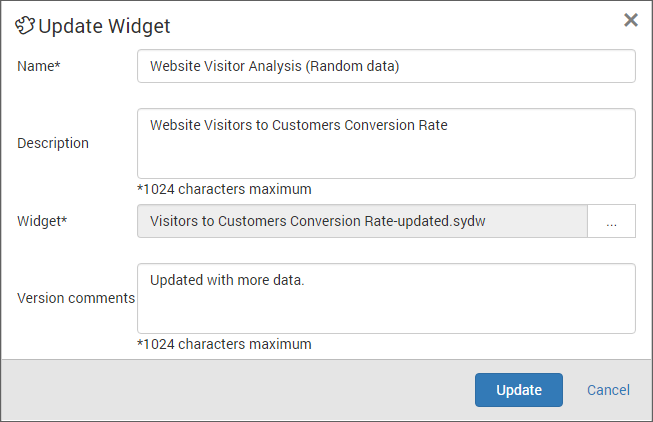 Update Widget
×
Name*
Website Visitor Analysis (Random data)
Description
Website Visitors to Customers Conversion Rate
*1024 characters maximum
Widget*
Visitors to Customers Conversion Rate-updated.sydw
...
Version comments
Updated with more data.
*1024 characters maximum
Update
Cancel